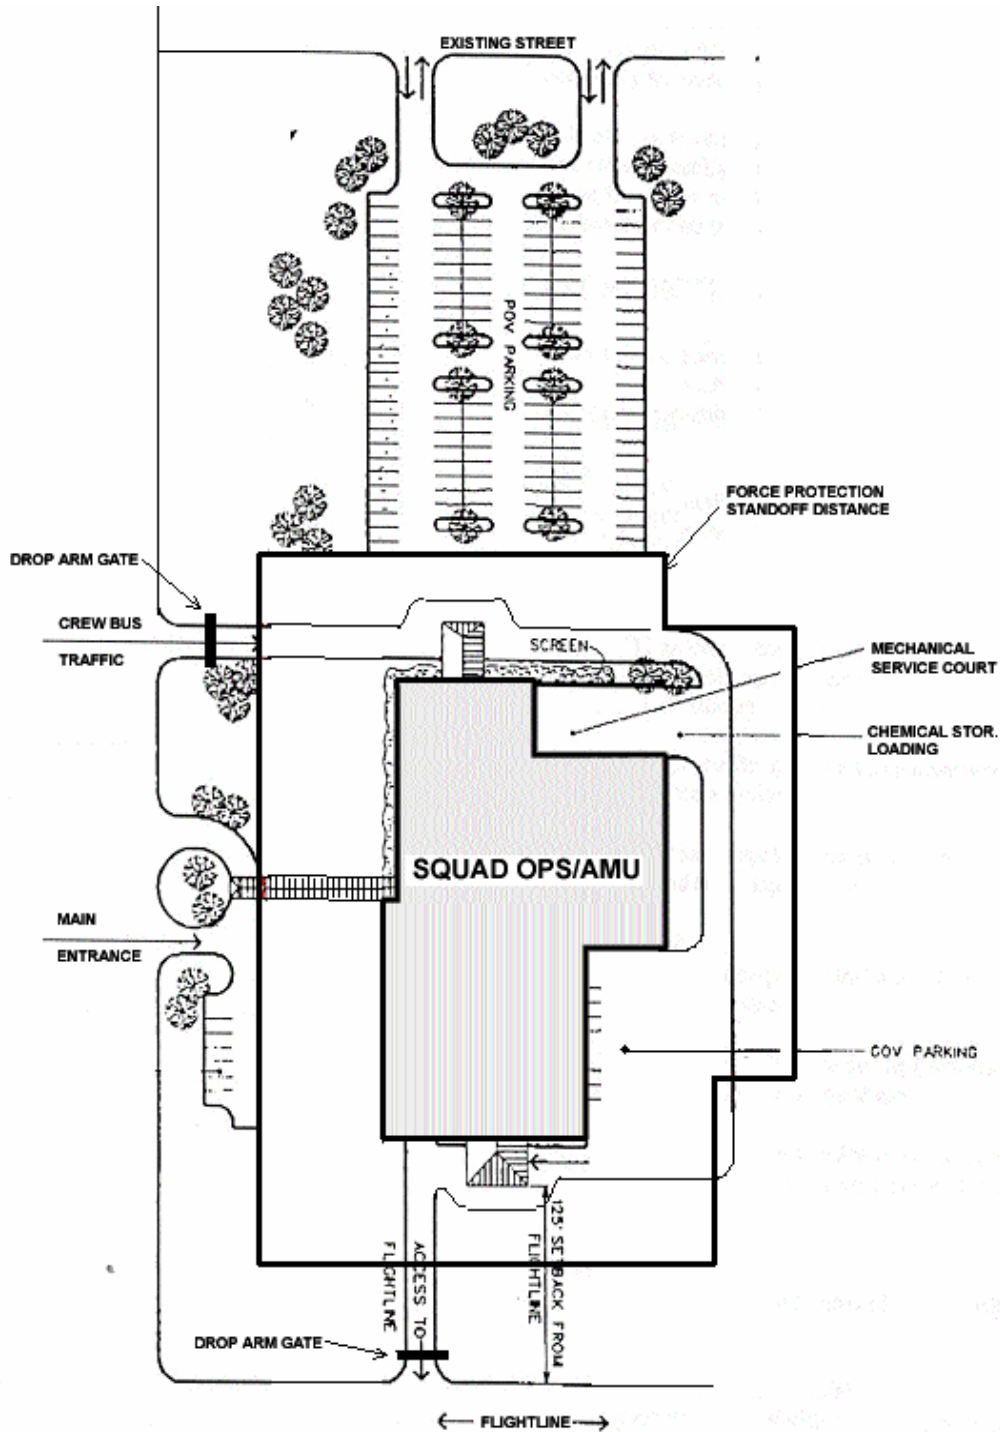 EXISTING STREET
POV PARKING
FORCE PROTECTION
STANDOFF DISTANCE
DROP ARM GATE
CREW BUS
TRAFFIC
SCREEN
MECHANICAL
SERVICE COURT
CHEMICAL STOR.
LOADING
SQUAD OPS/AMU
MAIN
ENTRANCE
GOV PARKING
125' SETBACK FROM
FLIGHTLINE
ACCESS TO
FLIGHTLINE
DROP ARM GATE
FLIGHTLINE